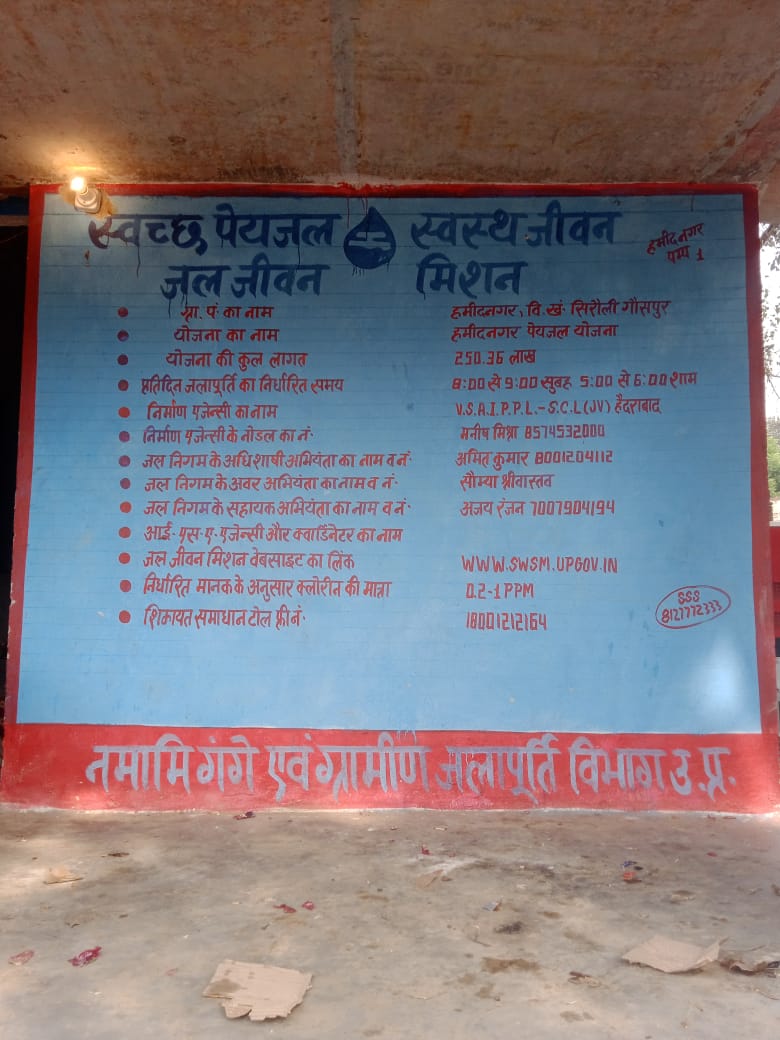 स्वच्छ पेयजल स्वस्थ जीवन
जल जीवन मिशन
हमीदनगर
पम्प 1
• ग्रा. पं का नाम हमीदनगर, वि. खं. सिरौली गौसपुर
• योजना का नाम हमीदनगर पेयजल योजना
• योजना की कुल लागत 250.36 लाख
• प्रतिदित जलापूर्ति का निर्धारित समय 8:00 से 9:00 सुबह 5:00 से 6:00 शाम
• निर्माण एजेन्सी का नाम V.S.A.I.P.P.L.-S.C.L(JV) हैदराबाद
• निर्माण एजेन्सी के नोडल का नं. मनीष मिश्रा 8574532000
• जल निगम के अधिशाषी अभियंता का नाम व नं. अमित कुमार 8001204112
• जल निगम के अवर अभियंता का नाम व नं. सौम्या श्रीवास्तव
• जल निगम के सहायक अभियंता का नाम व नं. अजय रंजन 7007904194
• आई. एस. ए. एजेन्सी और क्वार्डिनेटर का नाम
• जल जीवन मिशन वेबसाइट का लिंक WWW.SWSM.UPGOV.IN
• निर्धारित मानक के अनुसार क्लोरीन की मात्रा 0.2-1 PPM
• शिकायत समाधान टोल फ्री नं. 18001212164
SSS
8127772333
नमामि गंगे एवं ग्रामीण जलापूर्ति विभाग उ.प्र.